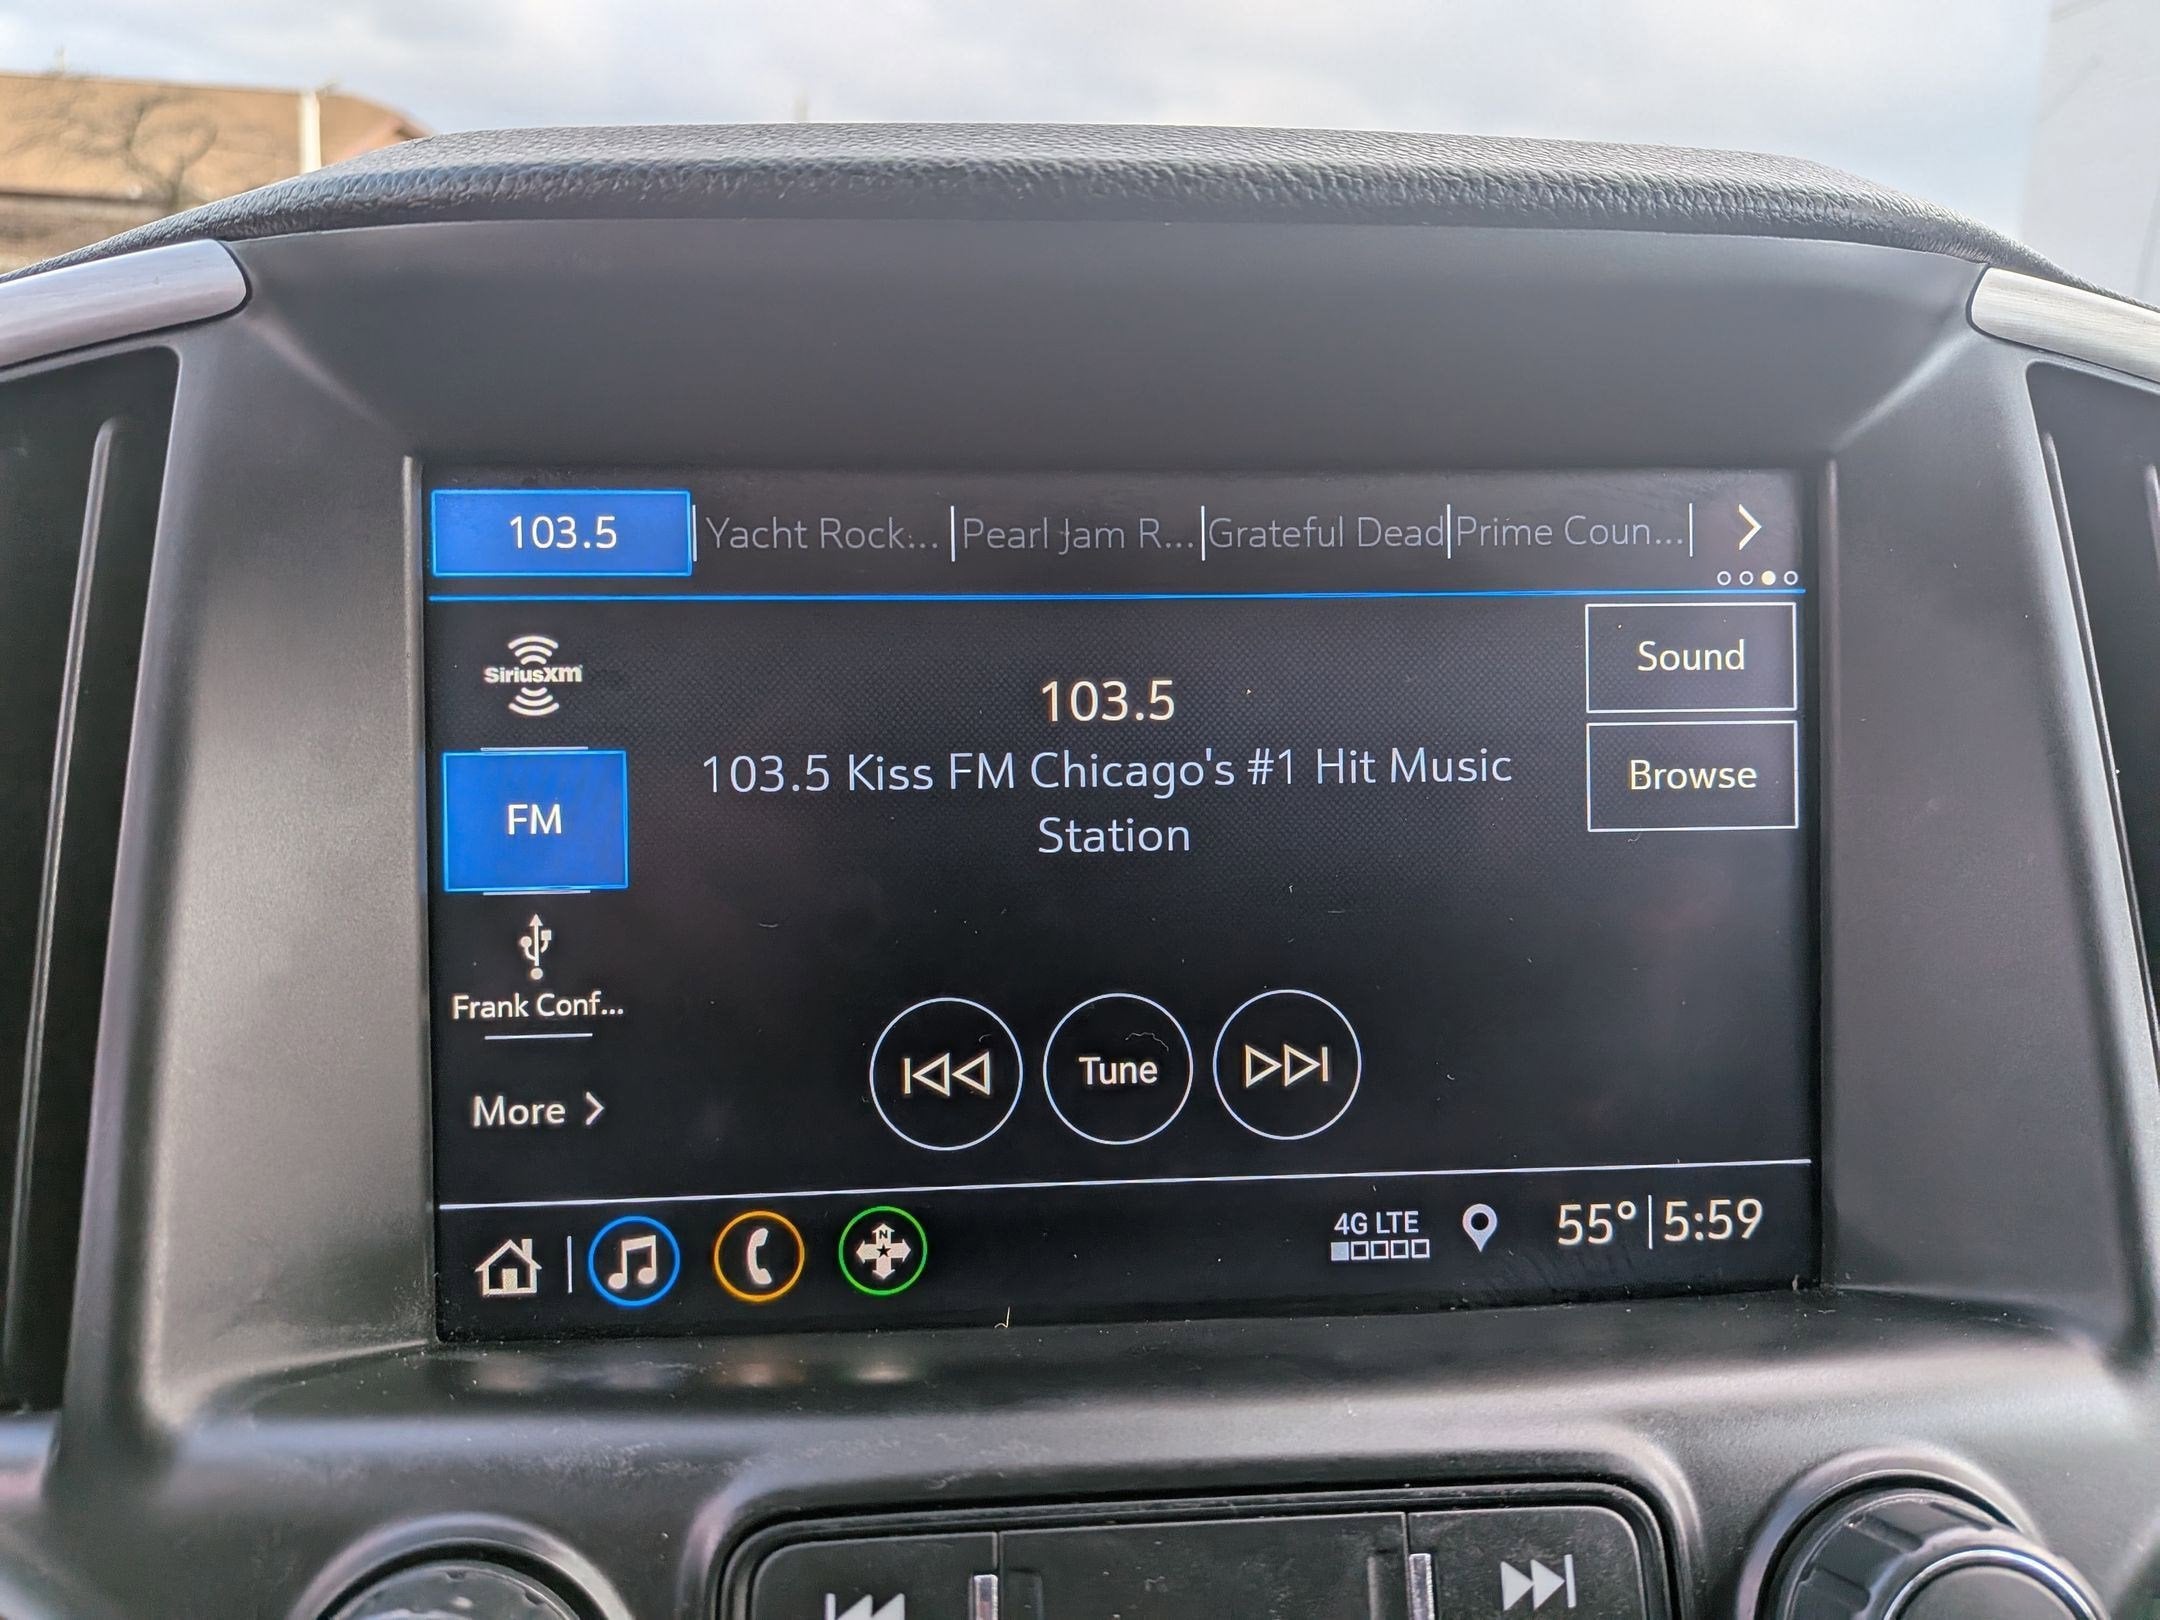 103.5
Yacht Rock:...
Pearl Jam R...
Grateful Dead
Prime Coun...
SiriusXM
Sound
103.5
103.5 Kiss FM Chicago's #1 Hit Music
Station
Browse
FM
Frank Conf...
Tune
More
N
4G LTE
55° 5:59